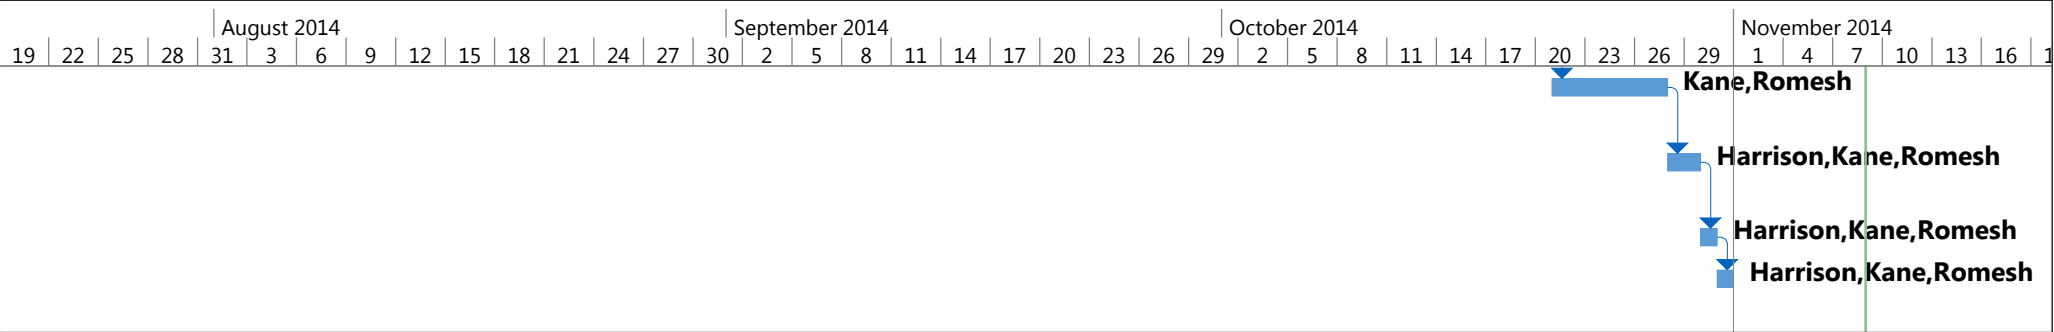 August 2014 September 2014 October 2014 November 2014
19 22 25 28 31 3 6 9 12 15 18 21 24 27 30 2 5 8 11 14 17 20 23 26 29 2 5 8 11 14 17 20 23 26 29 1 4 7 10 13 16
Kane,Romesh
Harrison,Kane,Romesh
Harrison,Kane,Romesh
Harrison,Kane,Romesh